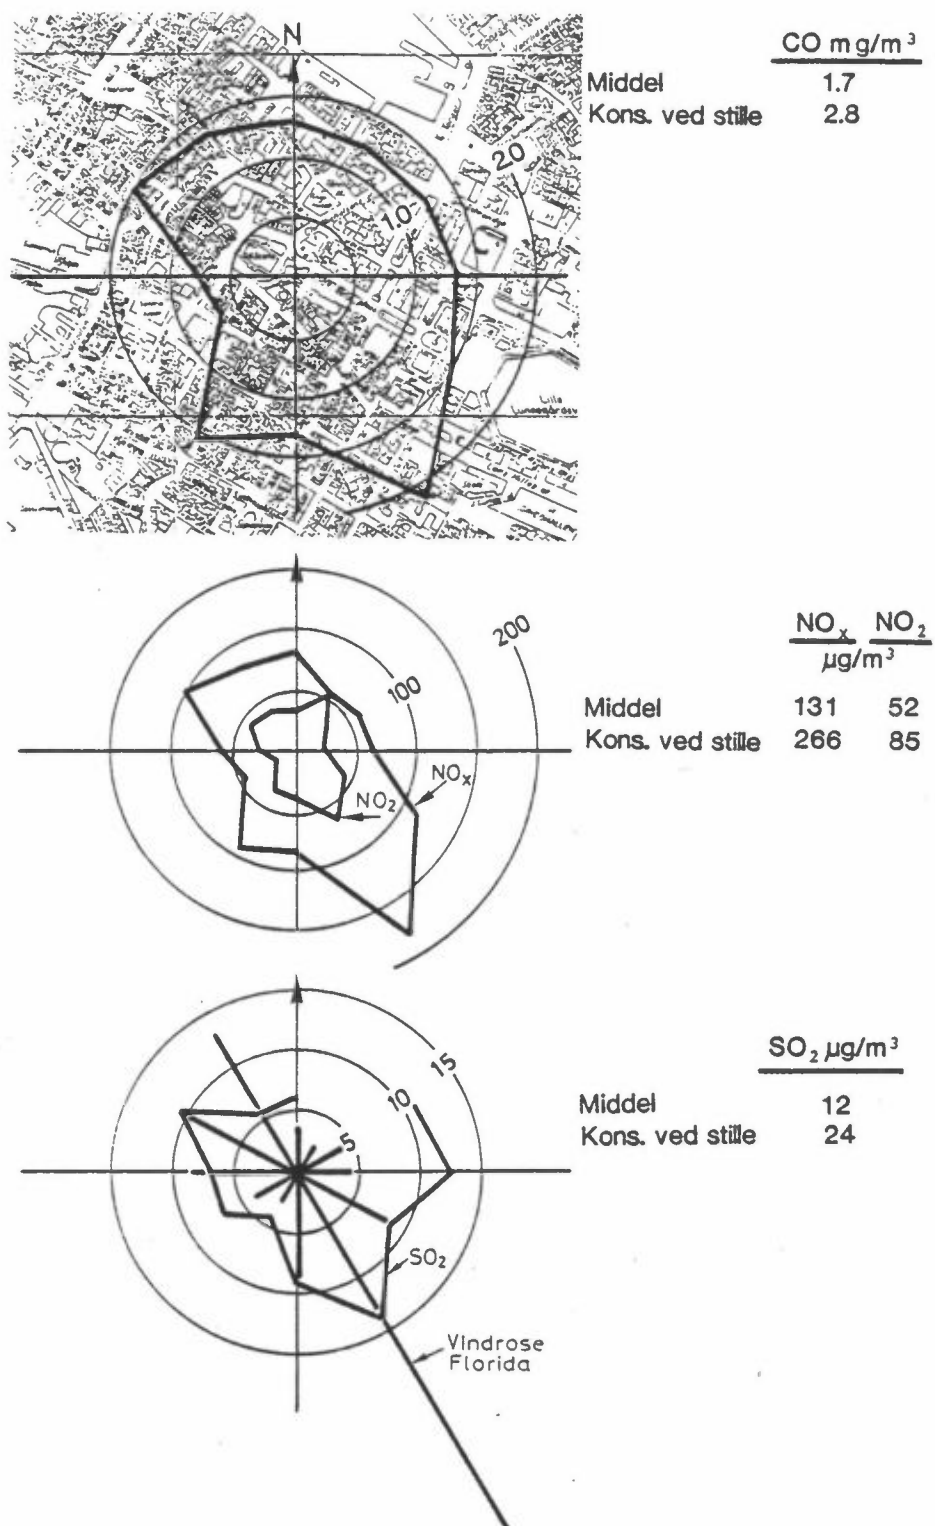 N
CO mg/m³
Middel 1.7
Kons. ved stille 2.8
2.0
1.0
Lille
NOₓ NO₂
µg/m³
Middel 131 52
Kons. ved stille 266 85
200
100
NOₓ
NO₂
SO₂ µg/m³
Middel 12
Kons. ved stille 24
15
10
5
SO₂
Vindrose
Florida